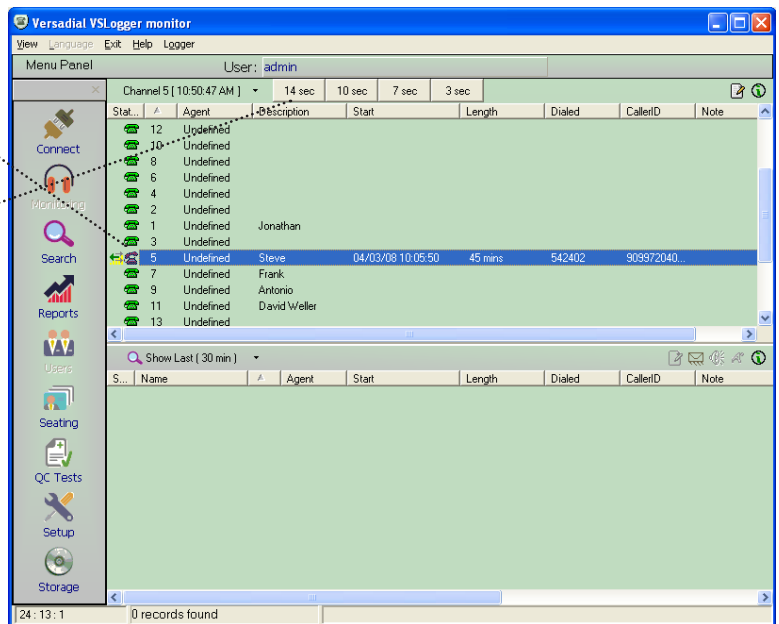 Versadial VSLogger monitor
View Language Exit Help Logger
Menu Panel User: admin
Channel 5 [ 10:50:47 AM ] 14 sec 10 sec 7 sec 3 sec
Stat... Agent Description Start Length Dialed CallerID Note
12 Undefined
10 Undefined
8 Undefined
6 Undefined
4 Undefined
2 Undefined
1 Undefined Jonathan
3 Undefined
5 Undefined Steve 04/03/08 10:05:50 45 mins 542402 909972040...
7 Undefined Frank
9 Undefined Antonio
11 Undefined David Weller
13 Undefined
Connect
Monitoring
Search
Reports
Users
Seating
QC Tests
Setup
Storage
Show Last ( 30 min )
S... Name Agent Start Length Dialed CallerID Note
24 : 13 : 1 0 records found